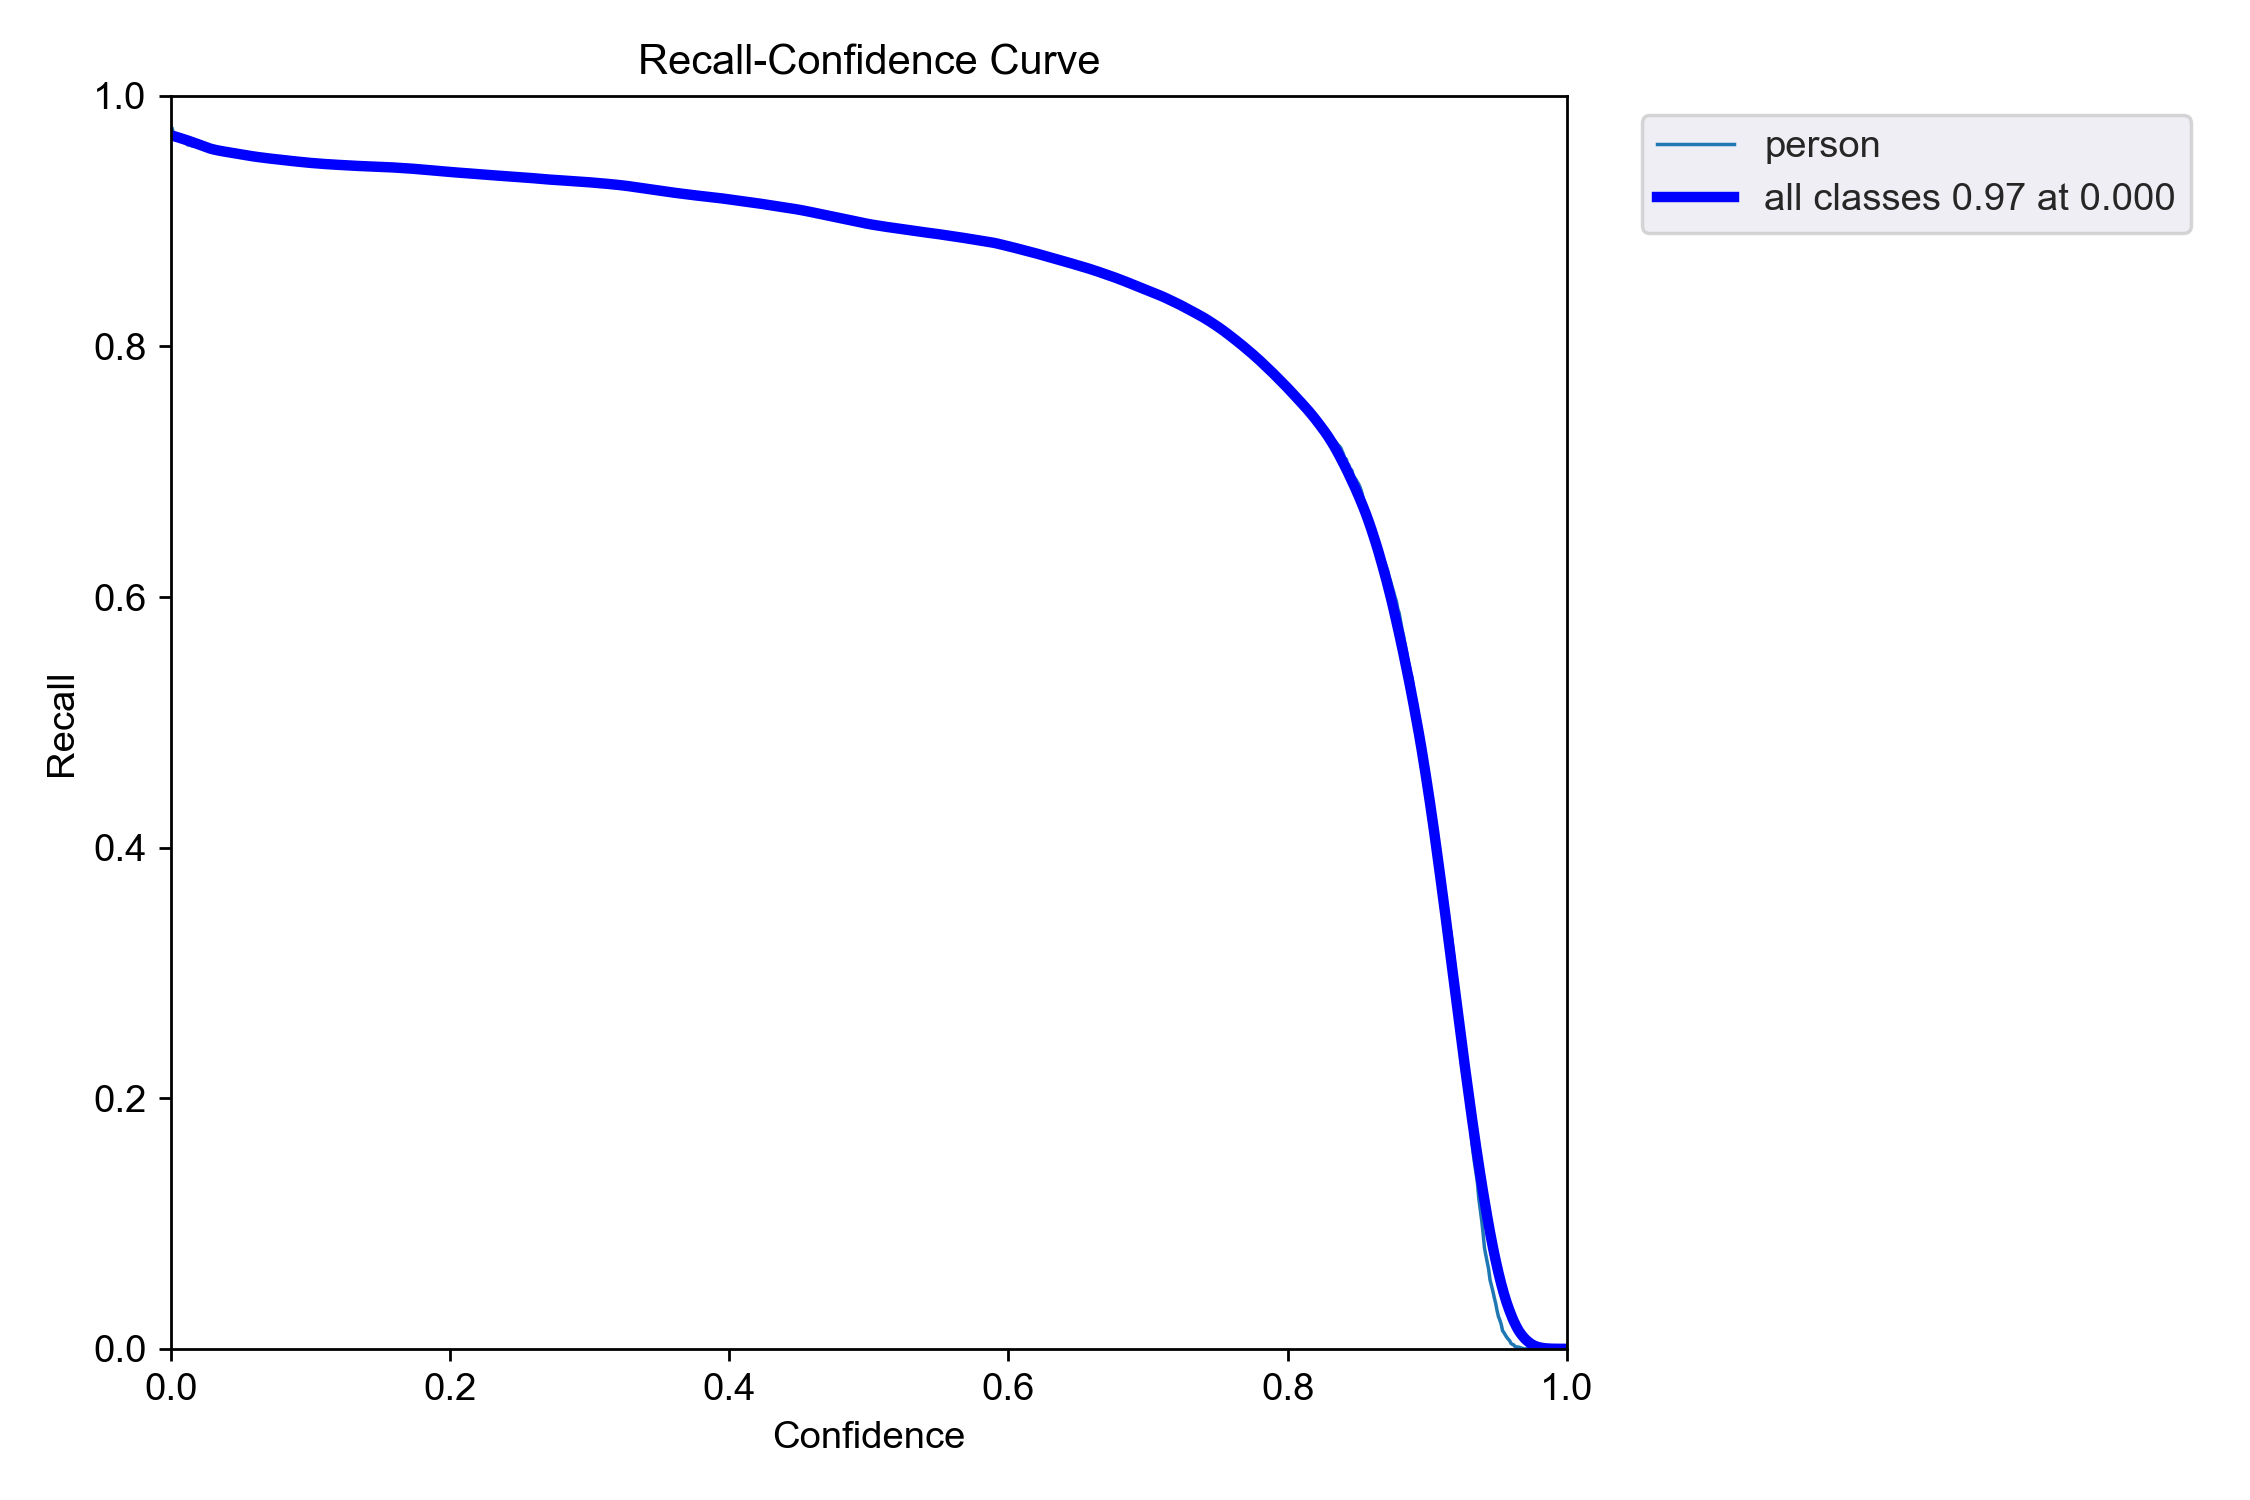 Recall-Confidence Curve
1.0
0.8
0.6
0.4
0.2
0.0
Recall
0.0 0.2 0.4 0.6 0.8 1.0
Confidence
person
all classes 0.97 at 0.000